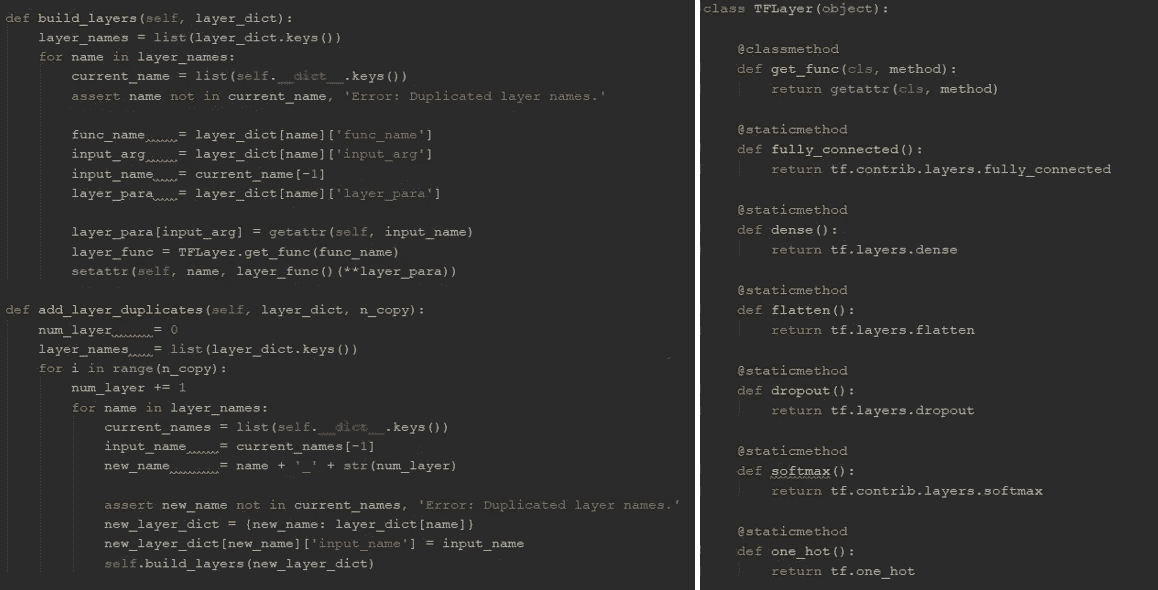 def build_layers(self, layer_dict):
    layer_names = list(layer_dict.keys())
    for name in layer_names:
        current_name = list(self.__dict__.keys())
        assert name not in current_name, 'Error: Duplicated layer names.'
        func_name     = layer_dict[name]['func_name']
        input_arg     = layer_dict[name]['input_arg']
        input_name    = current_name[-1]
        layer_para    = layer_dict[name]['layer_para']
        layer_para[input_arg] = getattr(self, input_name)
        layer_func = TFLayer.get_func(func_name)
        setattr(self, name, layer_func()(**layer_para))
def add_layer_duplicates(self, layer_dict, n_copy):
    num_layer      = 0
    layer_names    = list(layer_dict.keys())
    for i in range(n_copy):
        num_layer += 1
        for name in layer_names:
            current_names = list(self.__dict__.keys())
            input_name     = current_names[-1]
            new_name       = name + '_' + str(num_layer)
            assert new_name not in current_names, 'Error: Duplicated layer names.'
            new_layer_dict = {new_name: layer_dict[name]}
            new_layer_dict[new_name]['input_name'] = input_name
            self.build_layers(new_layer_dict)
class TFLayer(object):
    @classmethod
    def get_func(cls, method):
        return getattr(cls, method)
    @staticmethod
    def fully_connected():
        return tf.contrib.layers.fully_connected
    @staticmethod
    def dense():
        return tf.layers.dense
    @staticmethod
    def flatten():
        return tf.layers.flatten
    @staticmethod
    def dropout():
        return tf.layers.dropout
    @staticmethod
    def softmax():
        return tf.contrib.layers.softmax
    @staticmethod
    def one_hot():
        return tf.one_hot